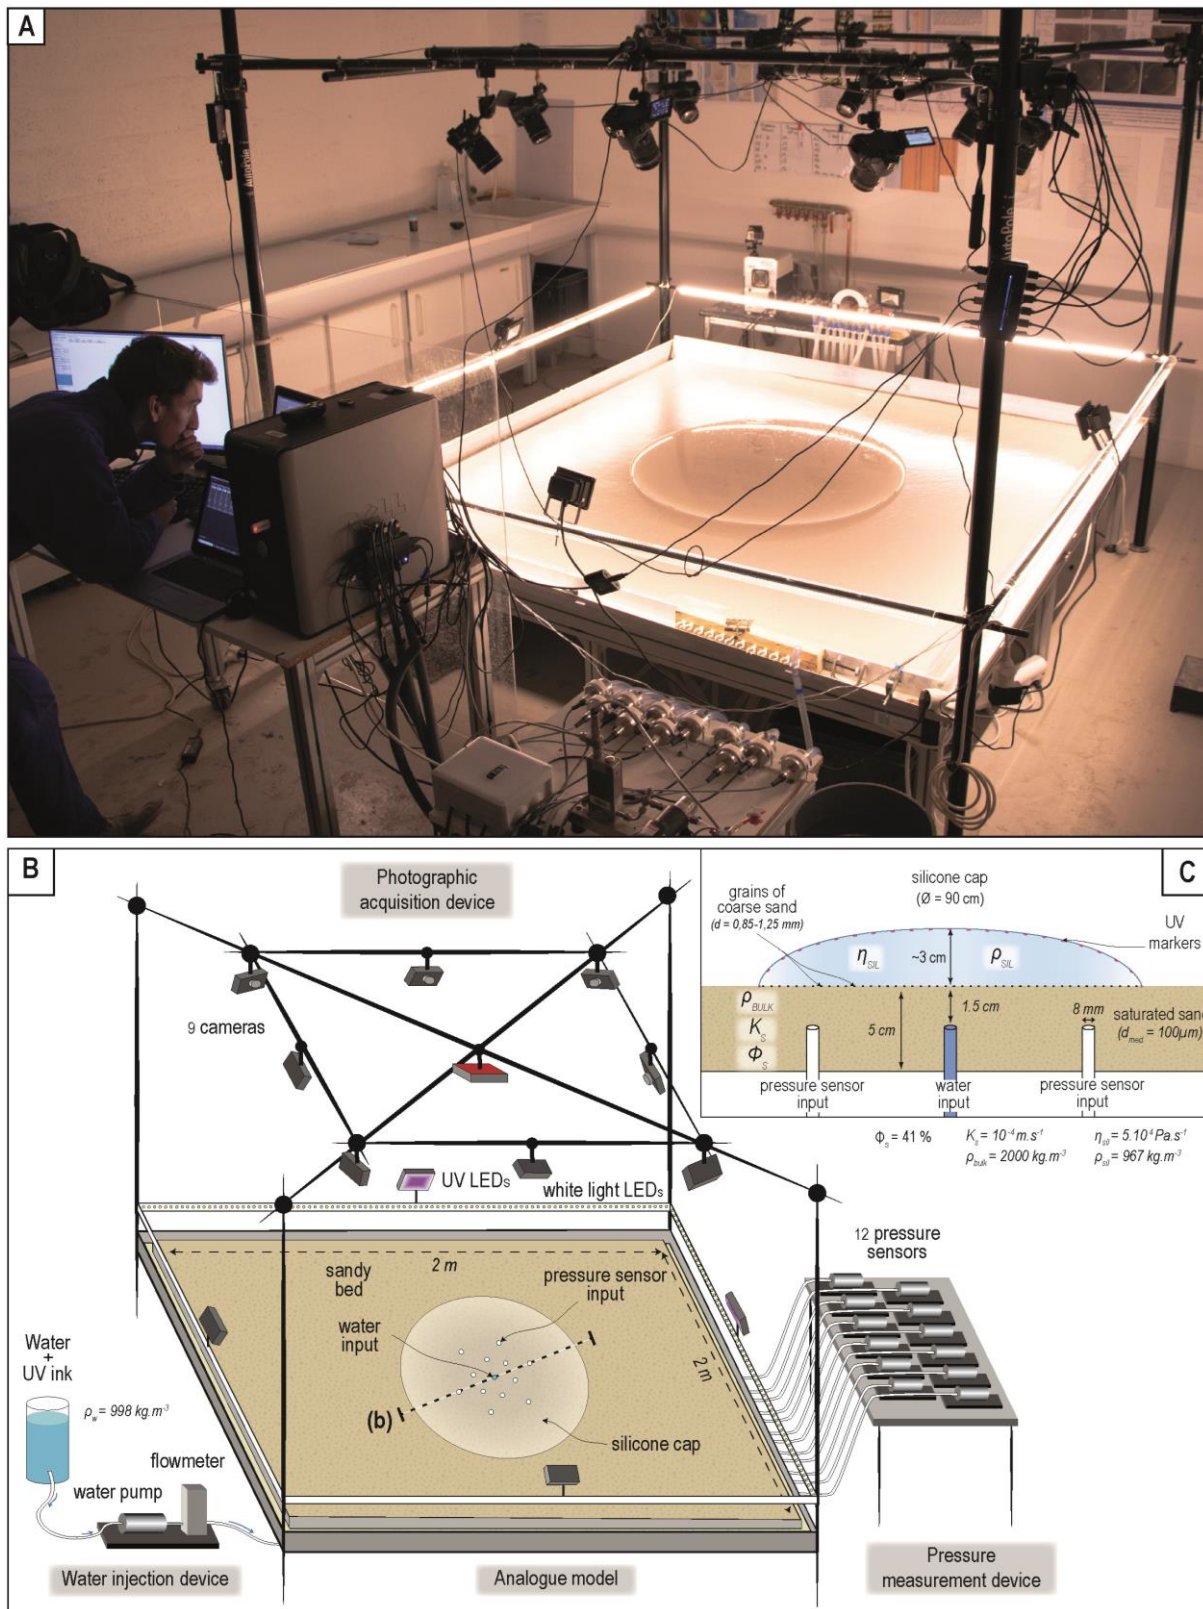 A
Autopole
AutoPole
B
Photographic
acquisition device
9 cameras
UV LEDs
white light LEDs
sandy
bed
2 m
pressure sensor
input
water
input
2 m
(b)
silicone cap
12 pressure
sensors
Water
+
UV ink
ρw = 998 kg.m-3
flowmeter
water pump
Water injection device
Analogue model
Pressure
measurement device
C
silicone cap
(Ø = 90 cm)
grains of
coarse sand
(d = 0,85-1,25 mm)
UV
markers
ηSIL
~3 cm
ρSIL
ρBULK
KS
ΦS
5 cm
1.5 cm
8 mm
saturated sand
(dmed = 100µm)
pressure sensor
input
water
input
pressure sensor
input
Φs = 41 %
Ks = 10-4 m.s-1
ρbulk = 2000 kg.m-3
ρsil = 967 kg.m-3